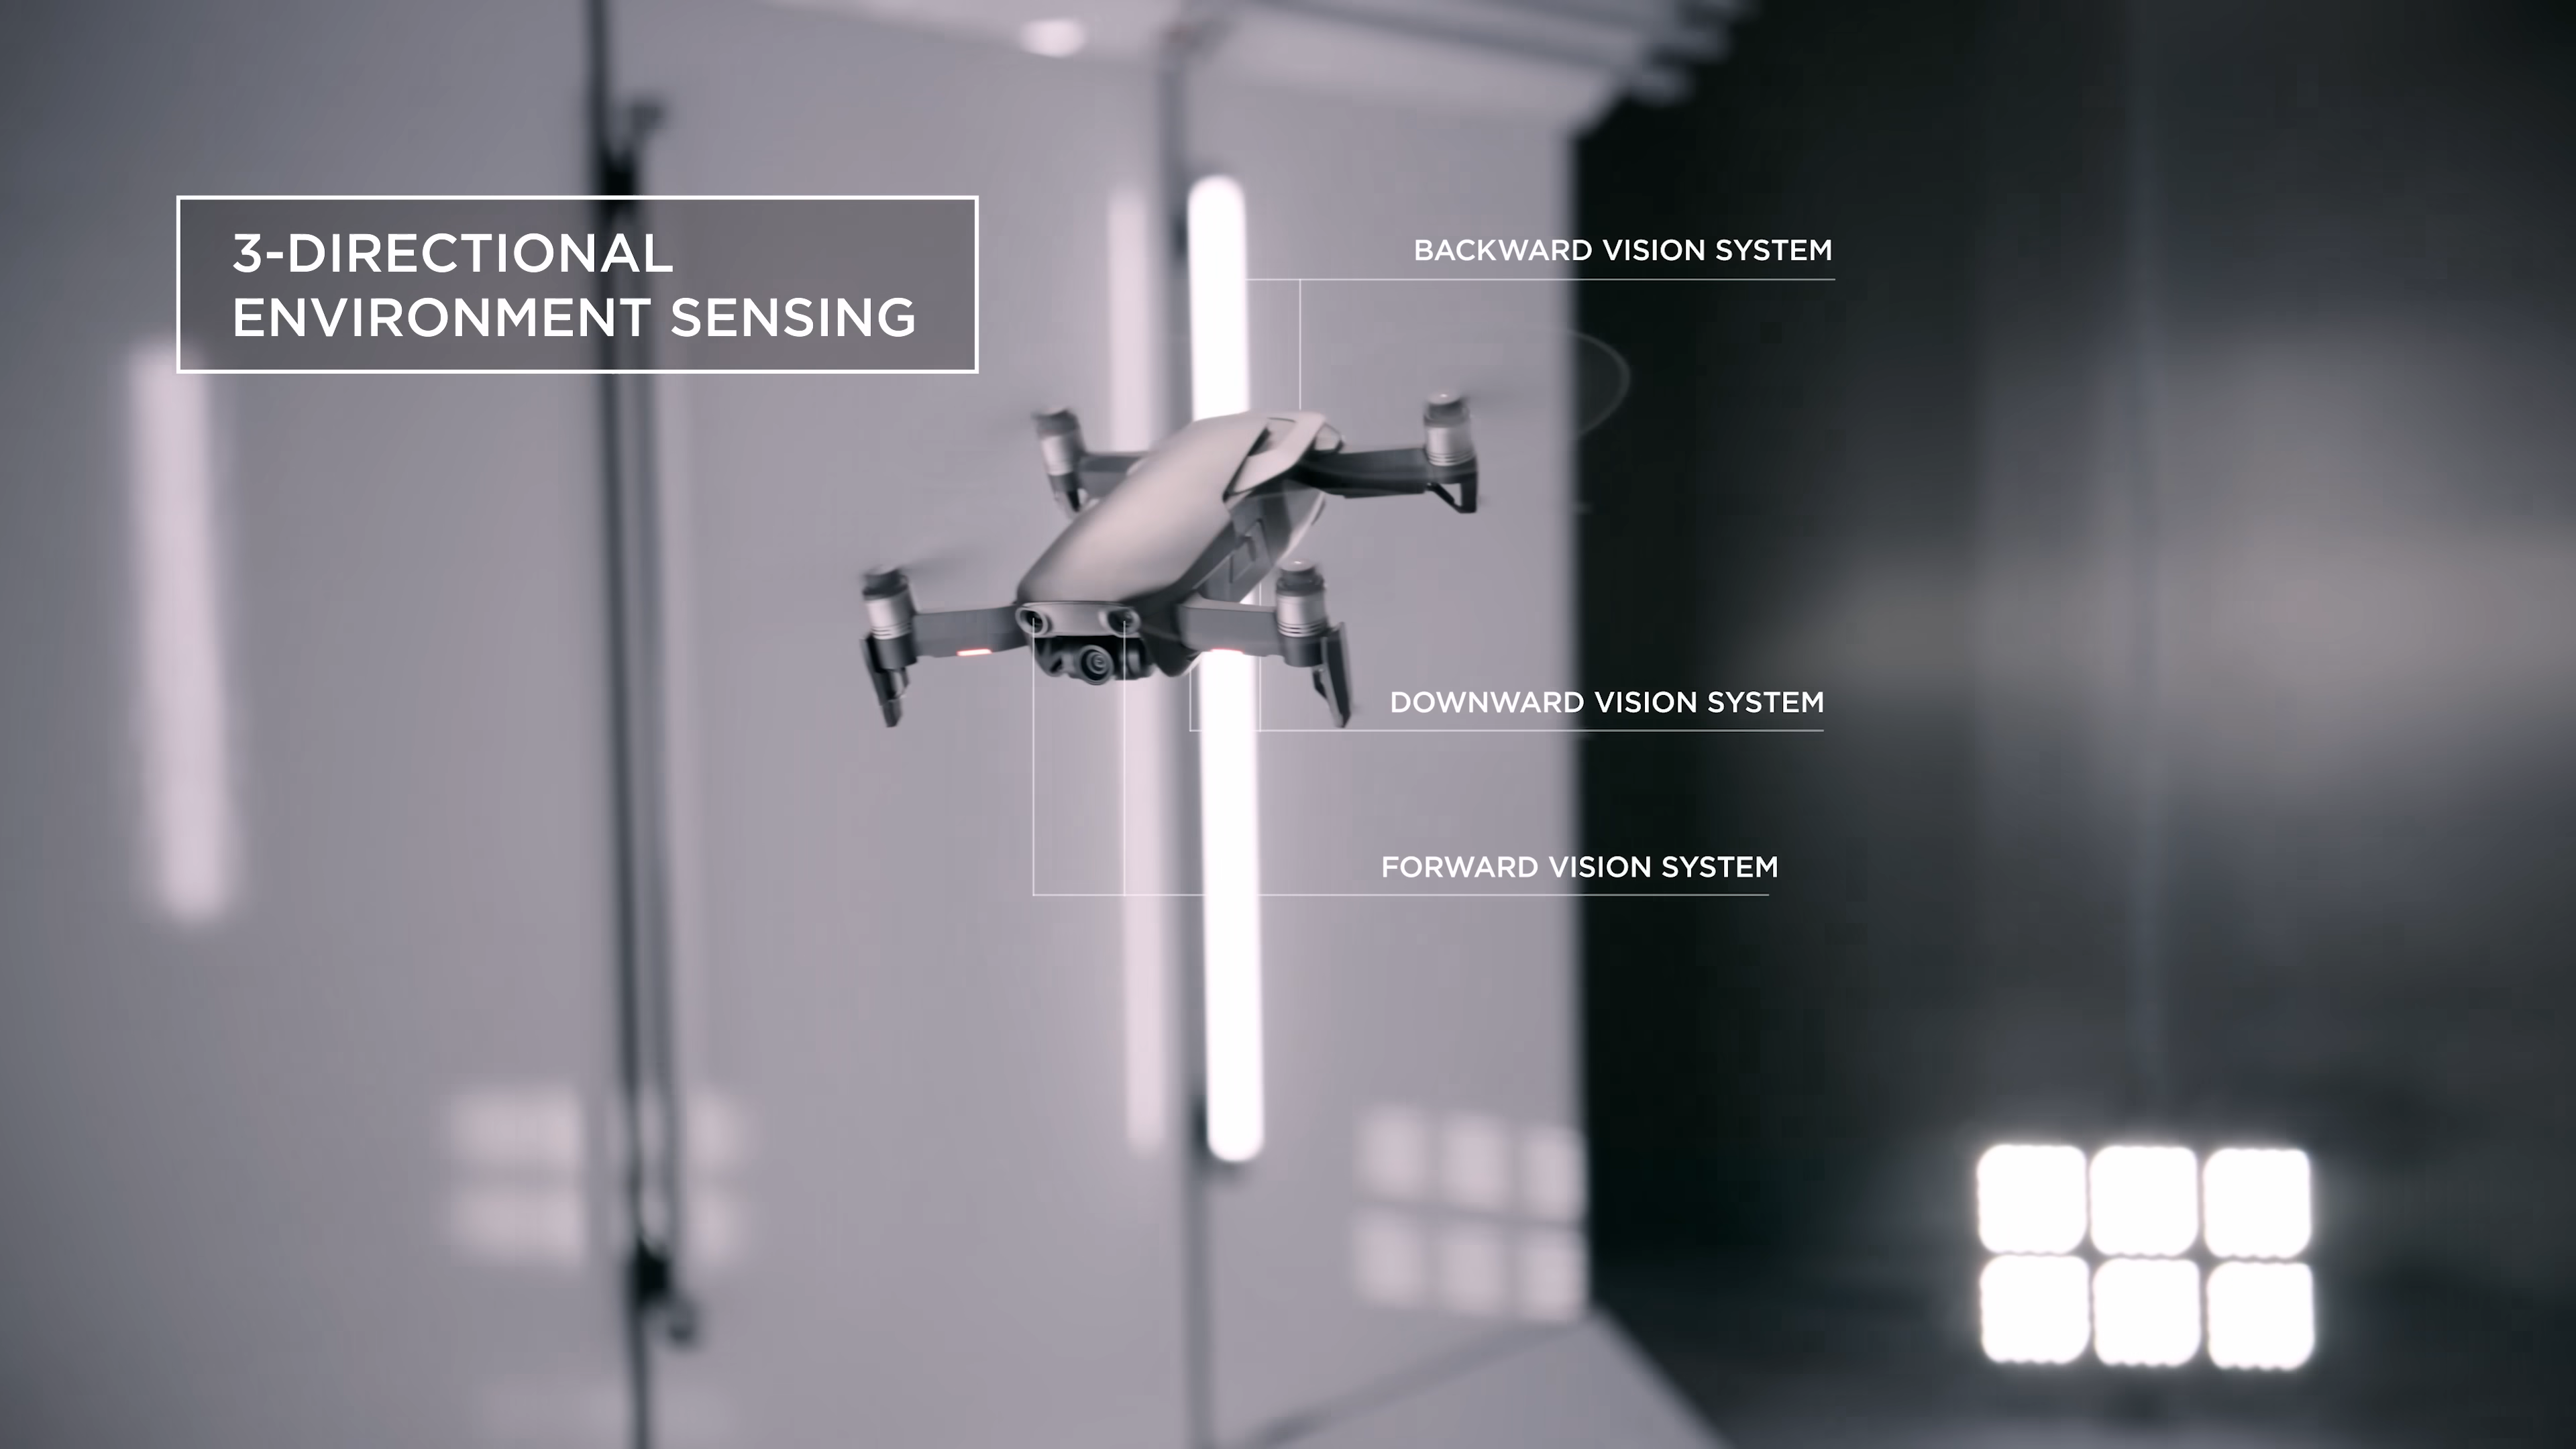 3-DIRECTIONAL
ENVIRONMENT SENSING
BACKWARD VISION SYSTEM
DOWNWARD VISION SYSTEM
FORWARD VISION SYSTEM